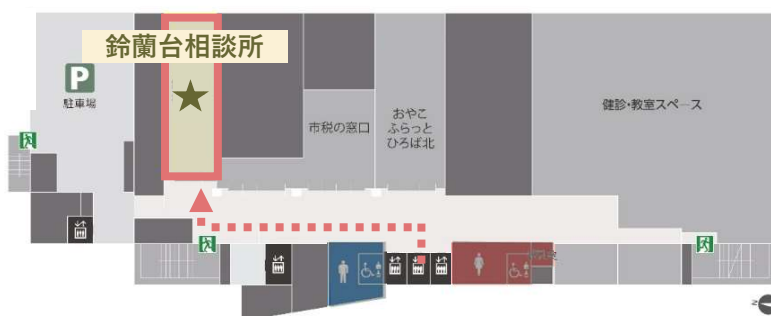 鈴蘭台相談所
P
駐車場
市税の窓口
おやこ
ふらっと
ひろば北
健診・教室スペース
N